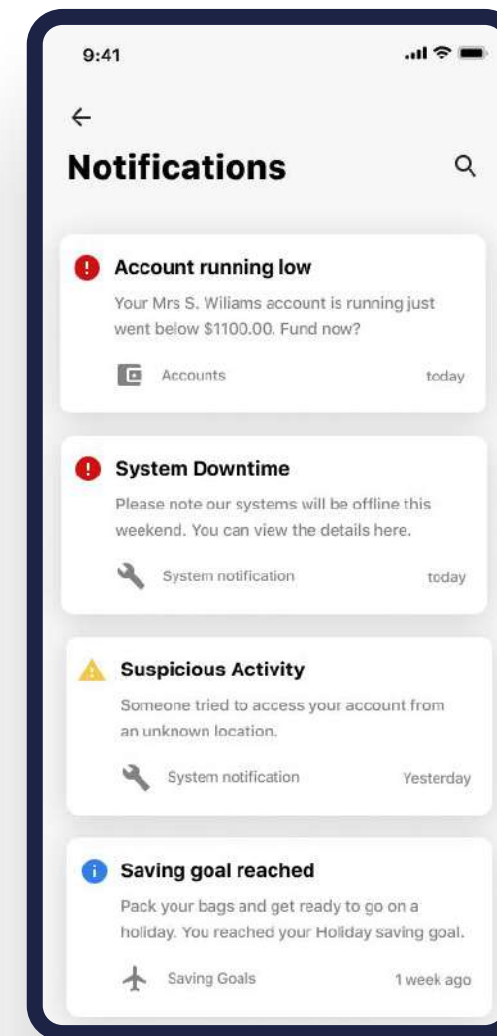 9:41
Notifications
Account running low
Your Mrs S. Wiliams account is running just
went below $1100.00. Fund now?
Accounts today
System Downtime
Please note our systems will be offline this
weekend. You can view the details here.
System notification today
Suspicious Activity
Someone tried to access your account from
an unknown location.
System notification Yesterday
Saving goal reached
Pack your bags and get ready to go on a
holiday. You reached your Holiday saving goal.
Saving Goals 1 week ago